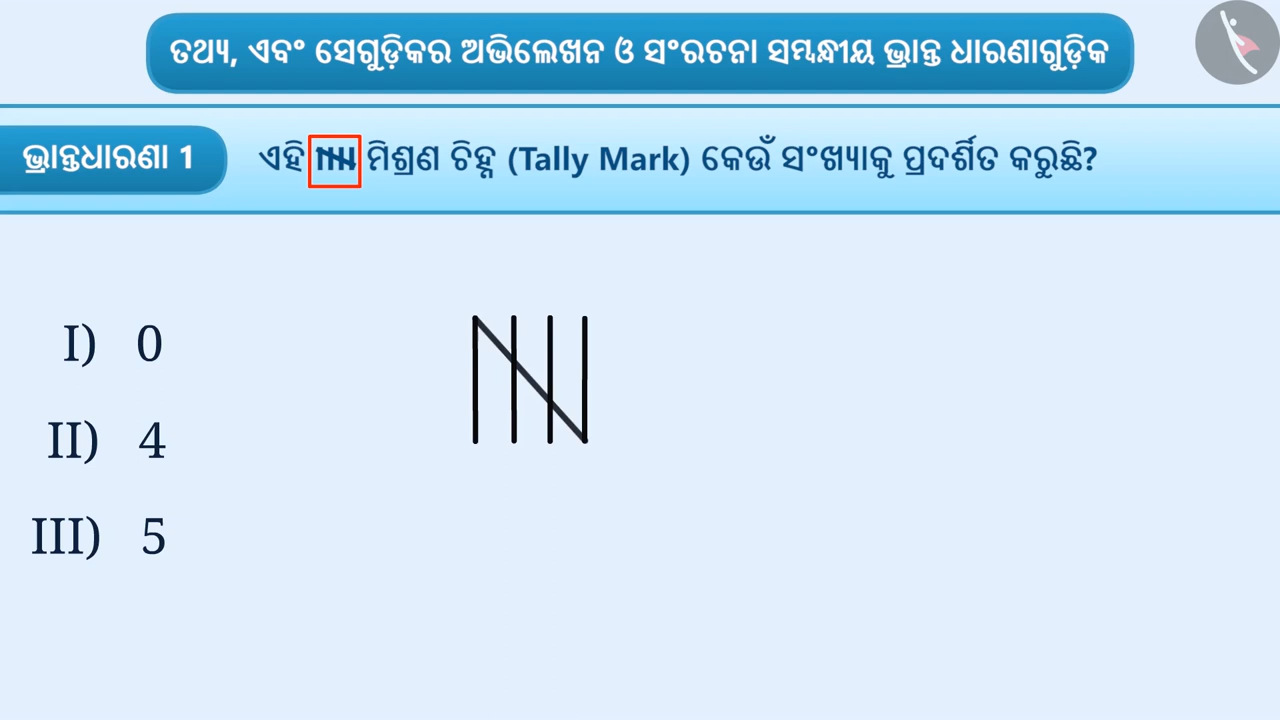 ତଥ୍ୟ, ଏବଂ ସେଗୁଡ଼ିକର ଅଭିଲେଖନ ଓ ସଂରଚନା ସମ୍ବନ୍ଧୀୟ ଭ୍ରାନ୍ତ ଧାରଣାଗୁଡ଼ିକ
ଭ୍ରାନ୍ତଧାରଣା 1
ଏହି ମିଶ୍ରଣ ଚିହ୍ନ (Tally Mark) କେଉଁ ସଂଖ୍ୟାକୁ ପ୍ରଦର୍ଶିତ କରୁଛି?
I) 0
II) 4
III) 5